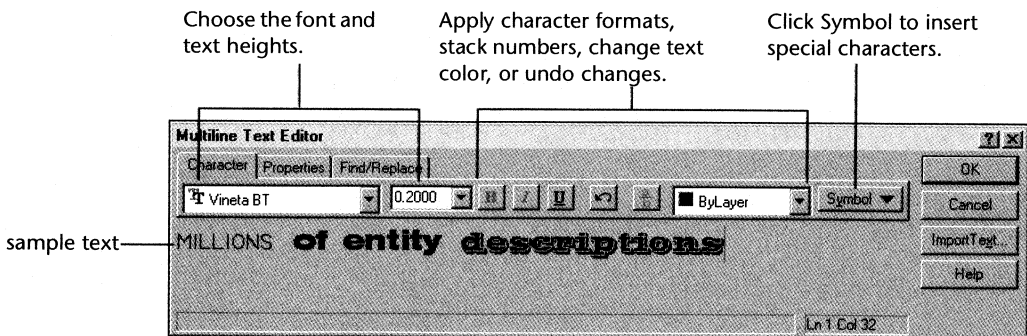 Choose the font and
text heights.
Apply character formats,
stack numbers, change text
color, or undo changes.
Click Symbol to insert
special characters.
Multiline Text Editor
Character Properties Find/Replace
OK
Vineta BT 0.2000 B I U ByLayer Symbol
Cancel
sample text
MILLIONS of entity descriptions
ImportText...
Help
Ln 1 Col 32